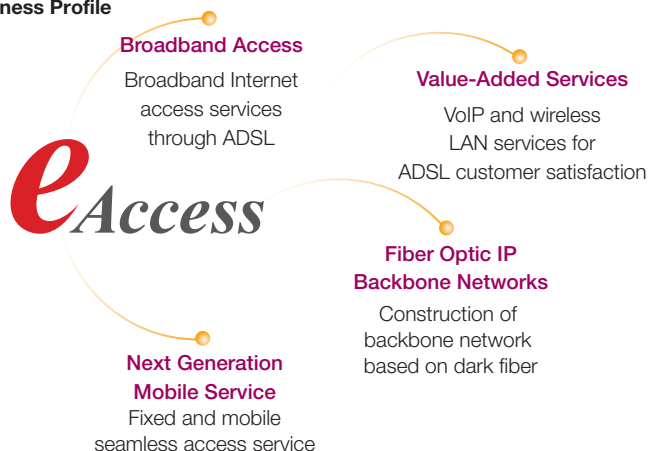 ness Profile
Broadband Access
Broadband Internet
access services
through ADSL
Value-Added Services
VoIP and wireless
LAN services for
ADSL customer satisfaction
eAccess
Fiber Optic IP
Backbone Networks
Construction of
backbone network
based on dark fiber
Next Generation
Mobile Service
Fixed and mobile
seamless access service